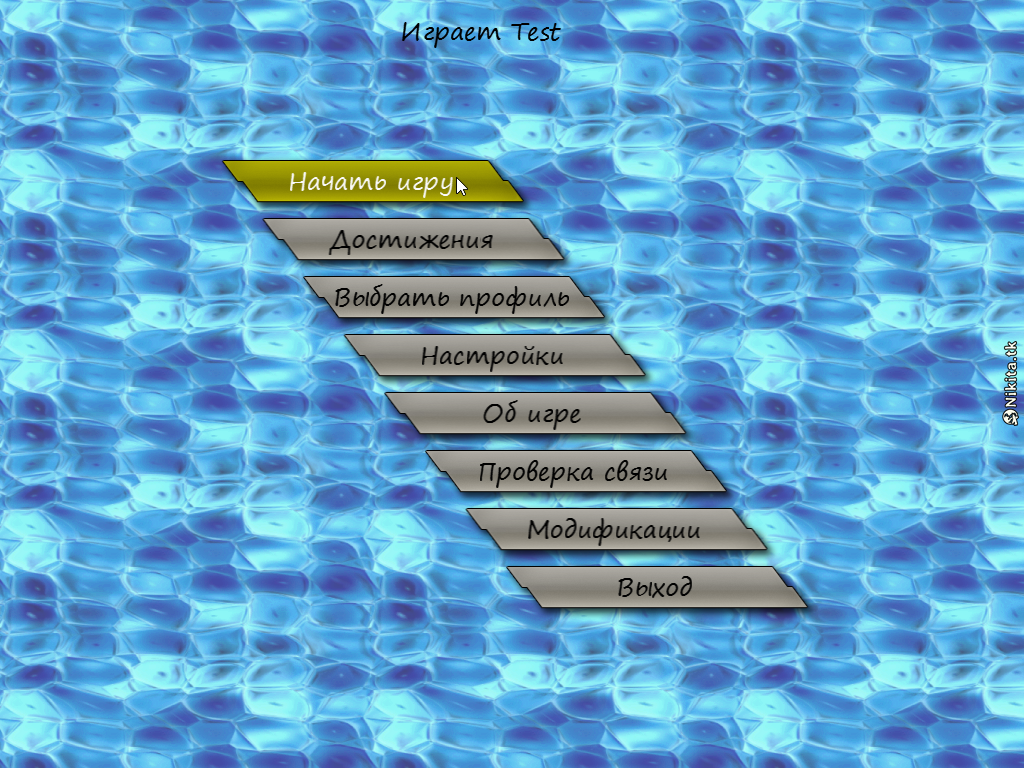 Играет Test
Начать игру
Достижения
Выбрать профиль
Настройки
Об игре
Проверка связи
Модификации
Выход
Nikita.tk